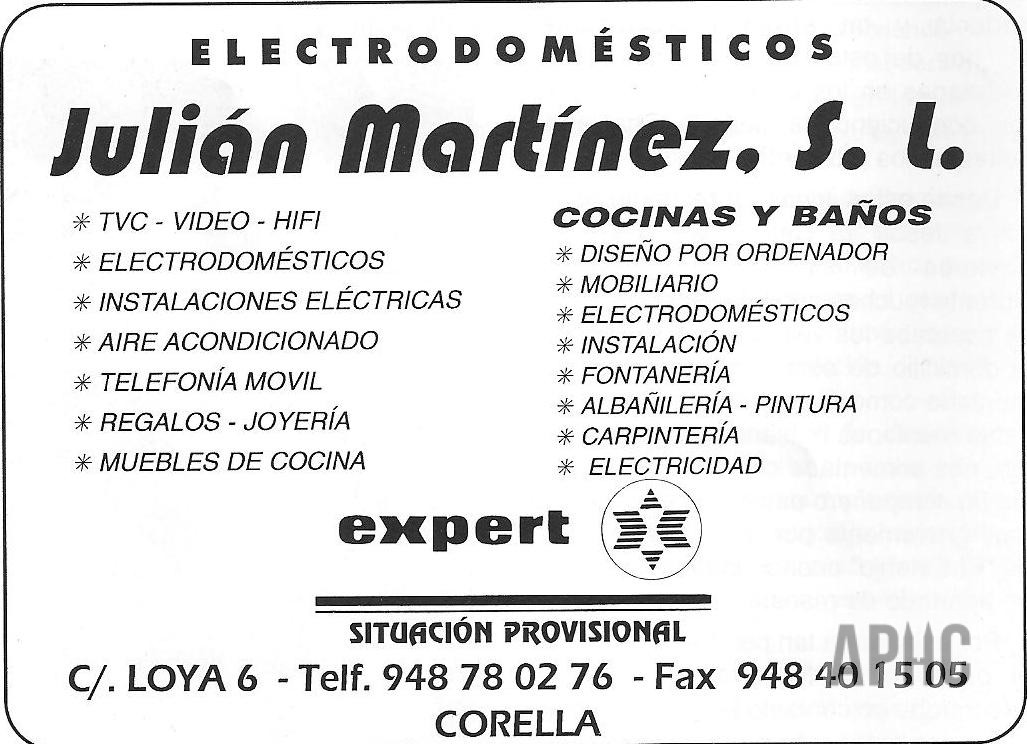 ELECTRODOMÉSTICOS
Julián Martínez, S. L.
✳ TVC - VIDEO - HIFI
✳ ELECTRODOMÉSTICOS
✳ INSTALACIONES ELÉCTRICAS
✳ AIRE ACONDICIONADO
✳ TELEFONÍA MOVIL
✳ REGALOS - JOYERÍA
✳ MUEBLES DE COCINA
COCINAS Y BAÑOS
✳ DISEÑO POR ORDENADOR
✳ MOBILIARIO
✳ ELECTRODOMÉSTICOS
✳ INSTALACIÓN
✳ FONTANERÍA
✳ ALBAÑILERÍA - PINTURA
✳ CARPINTERÍA
✳ ELECTRICIDAD
expert
SITUACIÓN PROVISIONAL
C/. LOYA 6 - Telf. 948 78 02 76 - Fax 948 40 15 05
CORELLA
APHC